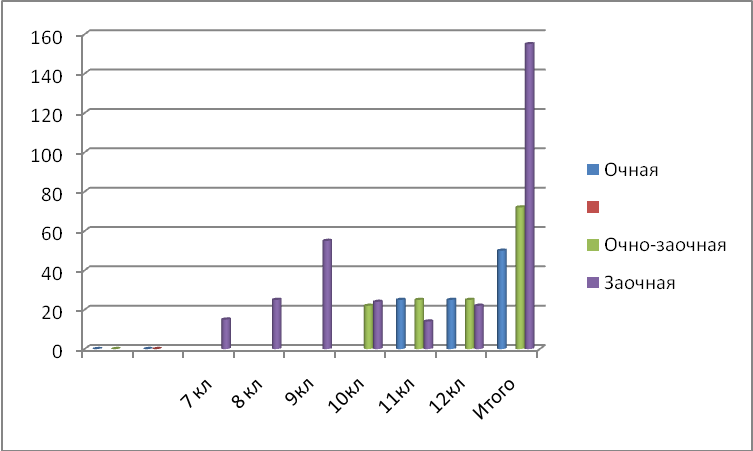 160
140
120
100
80
60
40
20
0
7 кл
8 кл
9кл
10кл
11кл
12кл
Итого
Очная
Очно-заочная
Заочная